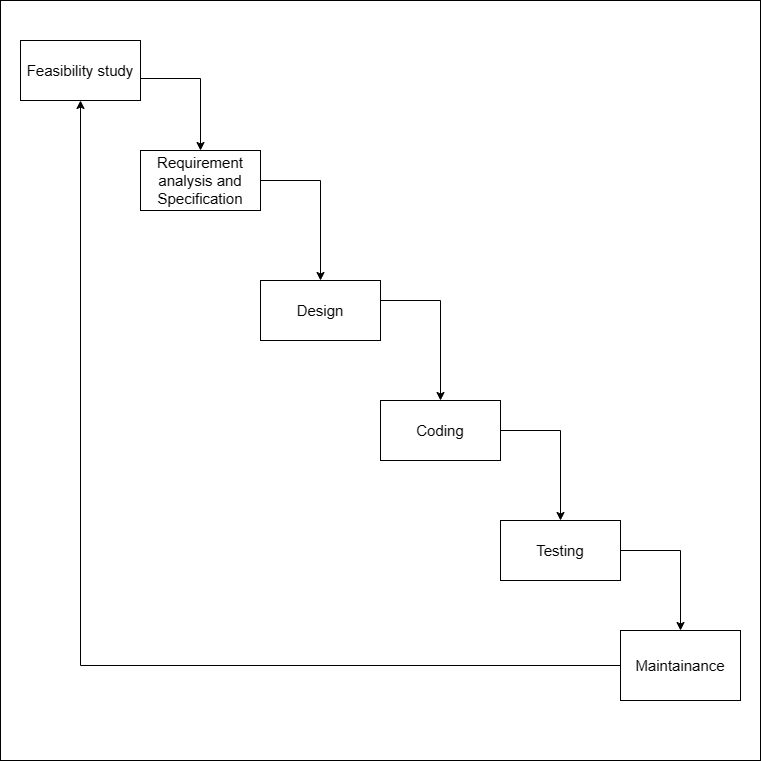 Feasibility study
Requirement
analysis and
Specification
Design
Coding
Testing
Maintainance